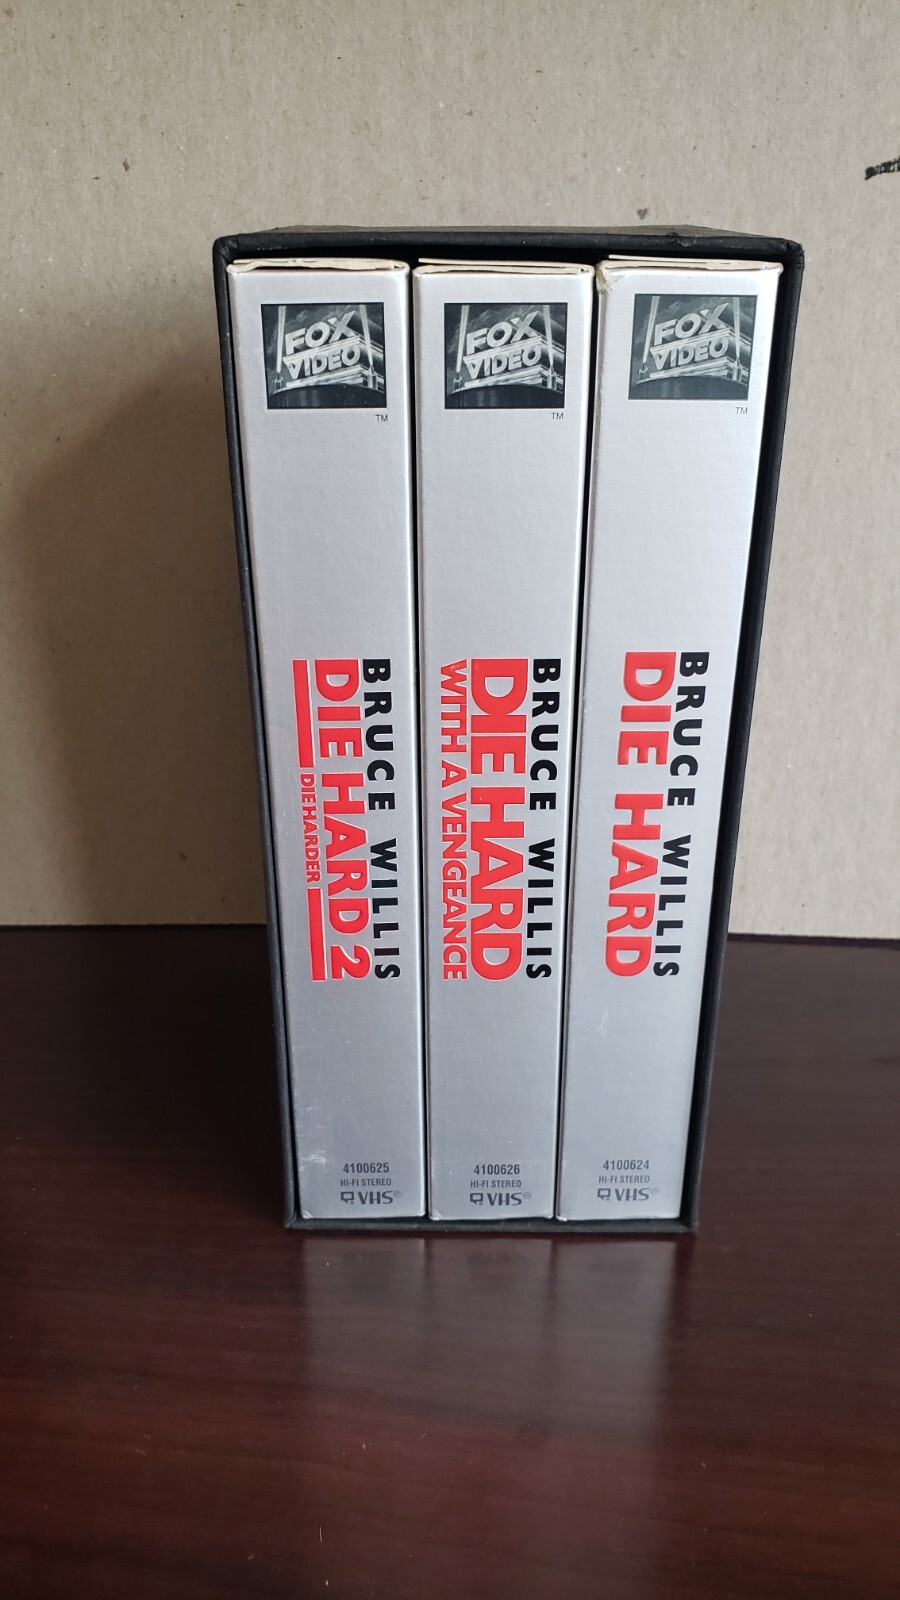 FOX
VIDEO
TM
BRUCE WILLIS
DIE HARD 2
DIE HARDER
4100625
HI-FI STEREO
VHS®
FOX
VIDEO
TM
BRUCE WILLIS
DIE HARD
WITH A VENGEANCE
4100626
HI-FI STEREO
VHS®
FOX
VIDEO
TM
BRUCE WILLIS
DIE HARD
4100624
HI-FI STEREO
VHS®